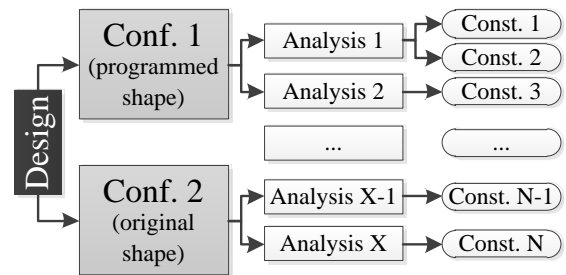 Design
Conf. 1
(programmed
shape)
Analysis 1
Const. 1
Const. 2
Analysis 2
Const. 3
...
...
Conf. 2
(original
shape)
Analysis X-1
Const. N-1
Analysis X
Const. N